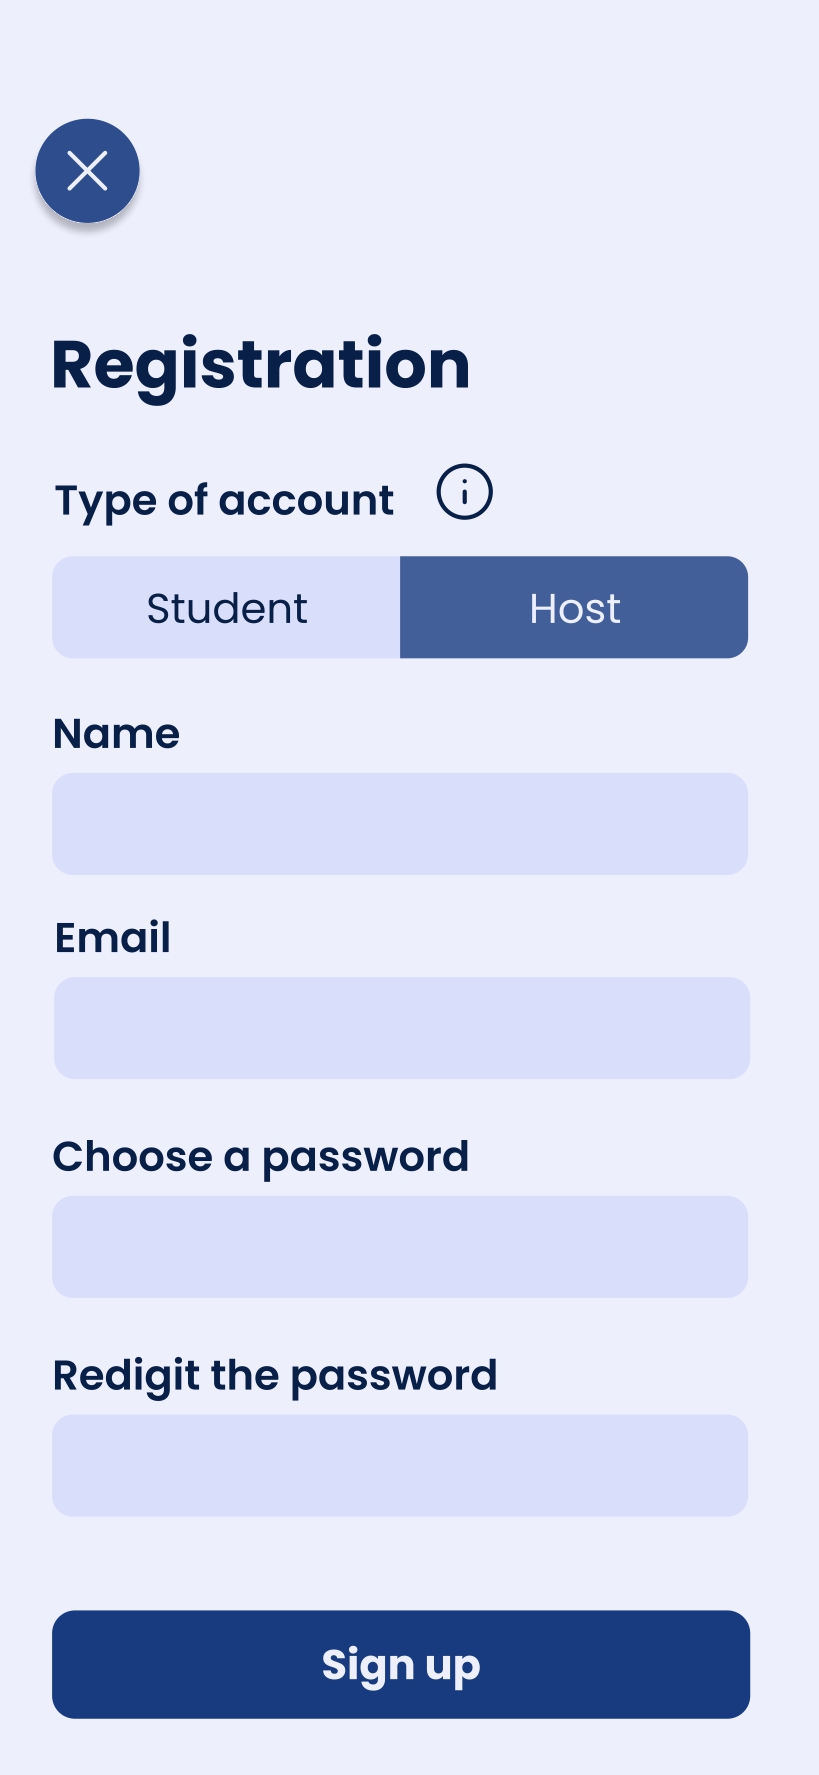 Registration
Type of account
Student Host
Name
Email
Choose a password
Redigit the password
Sign up